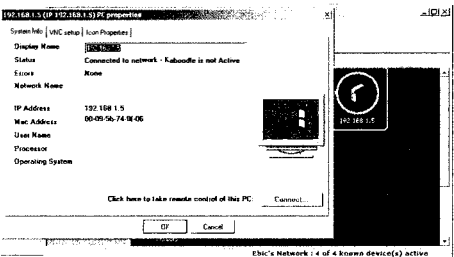 192.168.1.5 (IP 192.168.1.5) PC properties
System Info VNC setup Icon Properties
Display Name
Status Connected to network - Kaboodle is not Active
Errors None
Network Name
IP Address 192.168.1.5
Mac Address
User Name
Processor
Operating System
192.168.1.5
Click here to take remote control of this PC: Connect...
OK Cancel
Ebic's Network : 4 of 4 known device(s) active